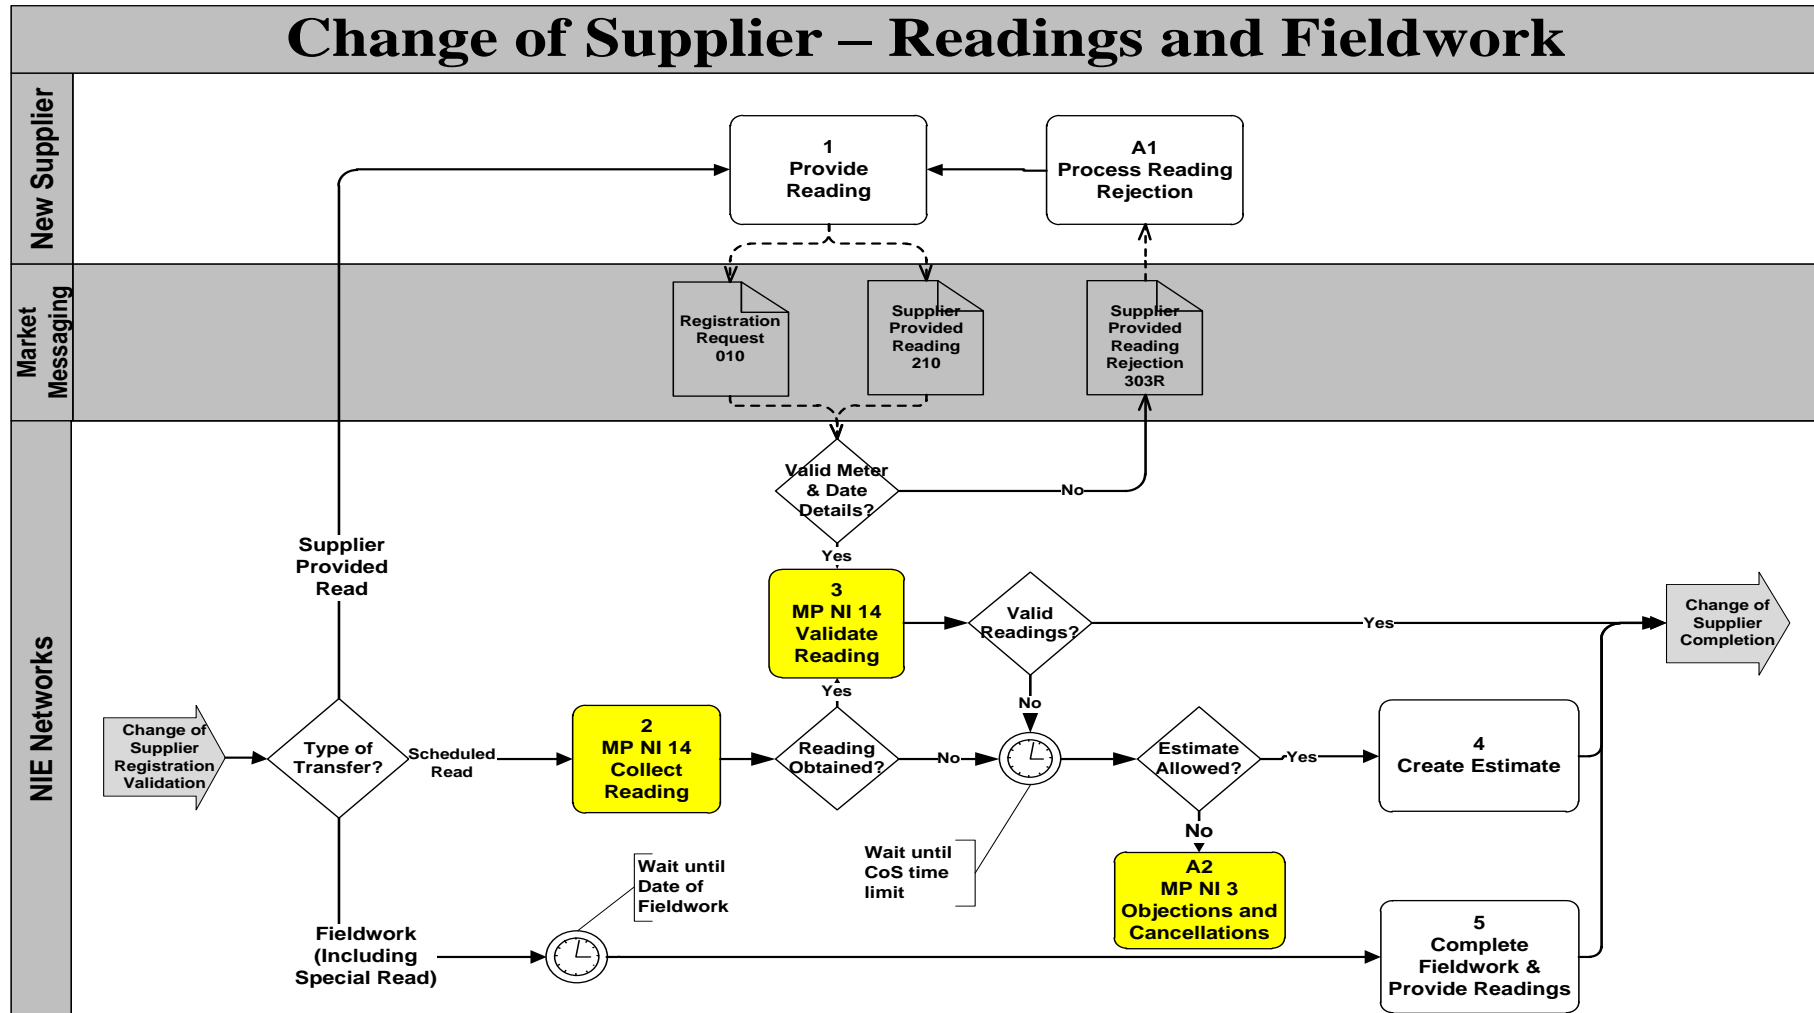 Change of Supplier – Readings and Fieldwork
New Supplier
1
Provide
Reading
A1
Process Reading
Rejection
Market
Messaging
Registration
Request
010
Supplier
Provided
Reading
210
Supplier
Provided
Reading
Rejection
303R
NIE Networks
Valid Meter
& Date
Details?
No
Yes
Supplier
Provided
Read
3
MP NI 14
Validate
Reading
Valid
Readings?
Yes
Change of
Supplier
Completion
Yes
No
Change of
Supplier
Registration
Validation
Type of
Transfer?
Scheduled
Read
2
MP NI 14
Collect
Reading
Reading
Obtained?
No
Estimate
Allowed?
Yes
4
Create Estimate
No
Wait until
Date of
Fieldwork
Wait until
CoS time
limit
A2
MP NI 3
Objections and
Cancellations
Fieldwork
(Including
Special Read)
5
Complete
Fieldwork &
Provide Readings